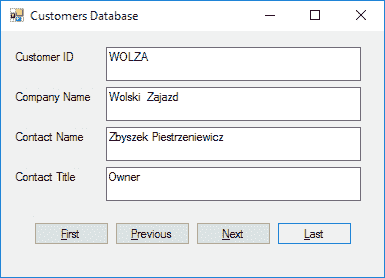 Customers Database
Customer ID WOLZA
Company Name Wolski  Zajazd
Contact Name Zbyszek Piestrzeniewicz
Contact Title Owner
First Previous Next Last